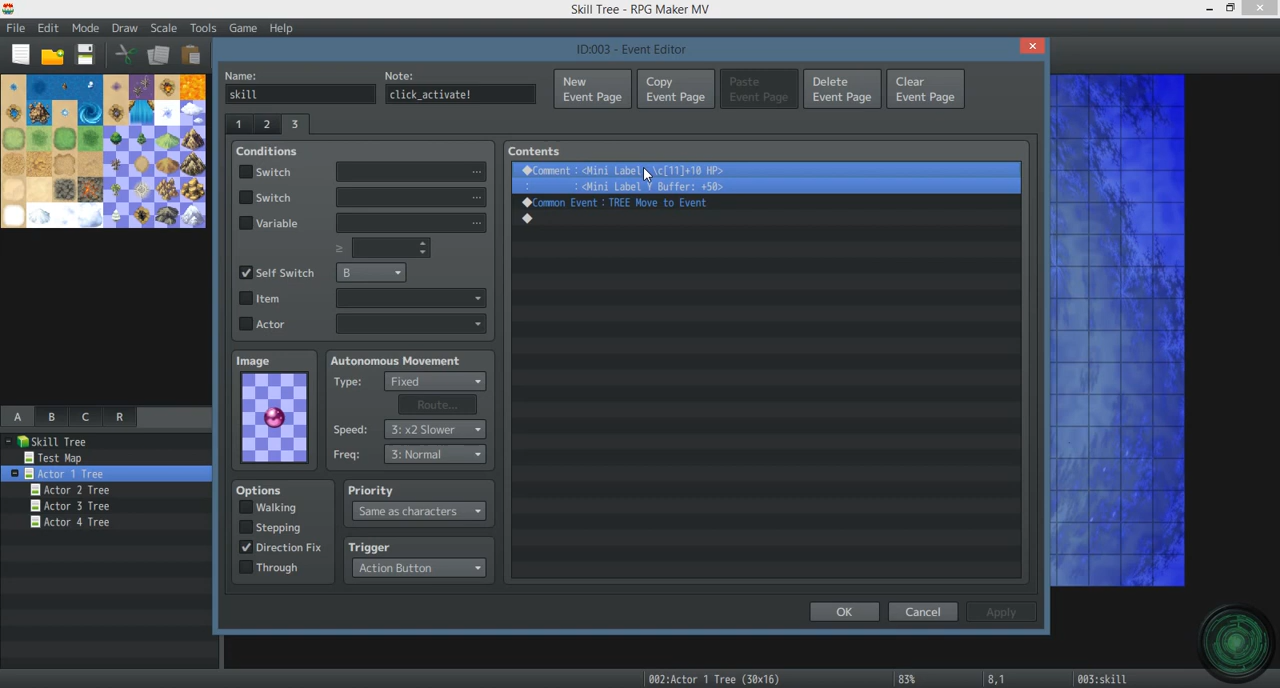 Skill Tree - RPG Maker MV
File Edit Mode Draw Scale Tools Game Help
ID:003 - Event Editor
Name:
skill
Note:
click_activate!
New
Event Page
Copy
Event Page
Paste
Event Page
Delete
Event Page
Clear
Event Page
1 2 3
Conditions
Switch ...
Switch ...
Variable ...
≥
Self Switch B
Item
Actor
Image
Autonomous Movement
Type: Fixed
Route...
Speed: 3: x2 Slower
Freq: 3: Normal
Options
Walking
Stepping
Direction Fix
Through
Priority
Same as characters
Trigger
Action Button
Contents
◆Comment : <Mini Label \c[11]+10 HP>
: <Mini Label Y Buffer: +50>
◆Common Event : TREE Move to Event
◆
OK Cancel Apply
A B C R
Skill Tree
Test Map
Actor 1 Tree
Actor 2 Tree
Actor 3 Tree
Actor 4 Tree
002:Actor 1 Tree (30x16) 83% 8,1 003:skill